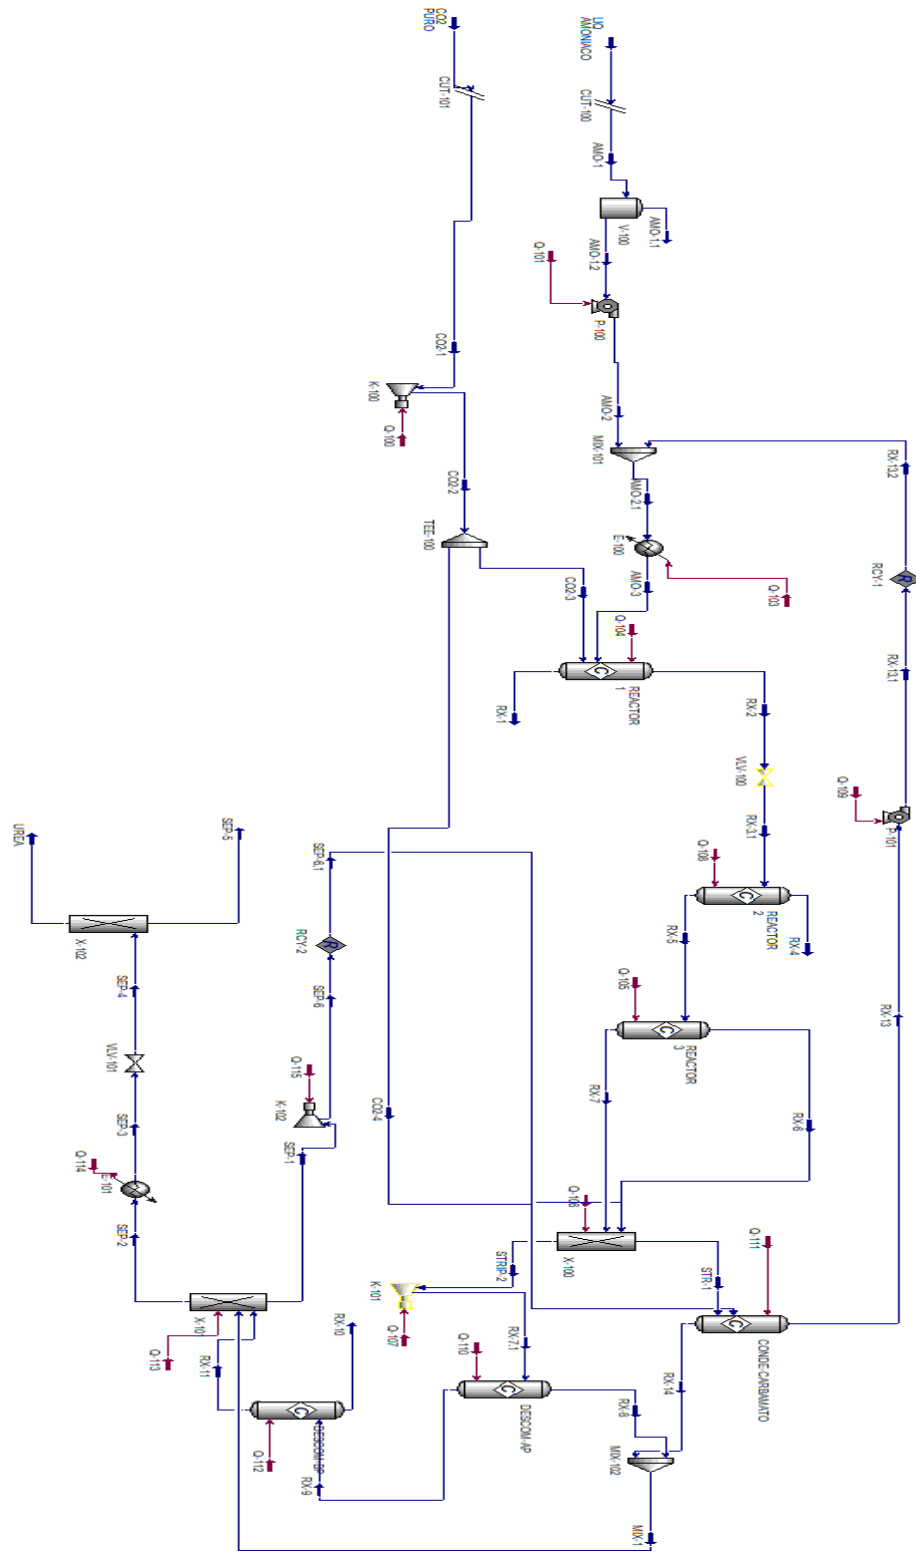 CO2
PURO
CUT-101
LIQ
AMONIACO
CUT-100
AMO-1
AMO-1.1
V-100
AMO-1.2
Q-101
P-100
CO2-1
K-100
Q-100
AMO-2
MIX-101
RX-13.2
CO2-2
AMO-2.1
TEE-100
E-100
AMO-3
CO2-3
Q-103
RCY-1
Q-104
REACTOR
1
RX-1
RX-2
RX-13.1
VLV-100
Q-109
P-101
RX-3.1
UREA
SEP-5
SEP-6.1
Q-108
REACTOR
2
RX-4
X-102
RCY-2
RX-5
SEP-4
SEP-6
Q-105
REACTOR
3
RX-13
VLV-101
Q-115
K-102
CO2-4
RX-7
RX-6
SEP-3
SEP-1
Q-114
E-101
Q-106
SEP-2
X-100
STRIP-2
STR-1
Q-111
K-101
Q-107
X-101
Q-113
RX-11
RX-10
RX-7.1
CONDE-CARBAMATO
Q-110
RX-14
DESCOM-AP
RX-8
DESCOM-BP
Q-112
RX-9
MIX-102
MIX-1